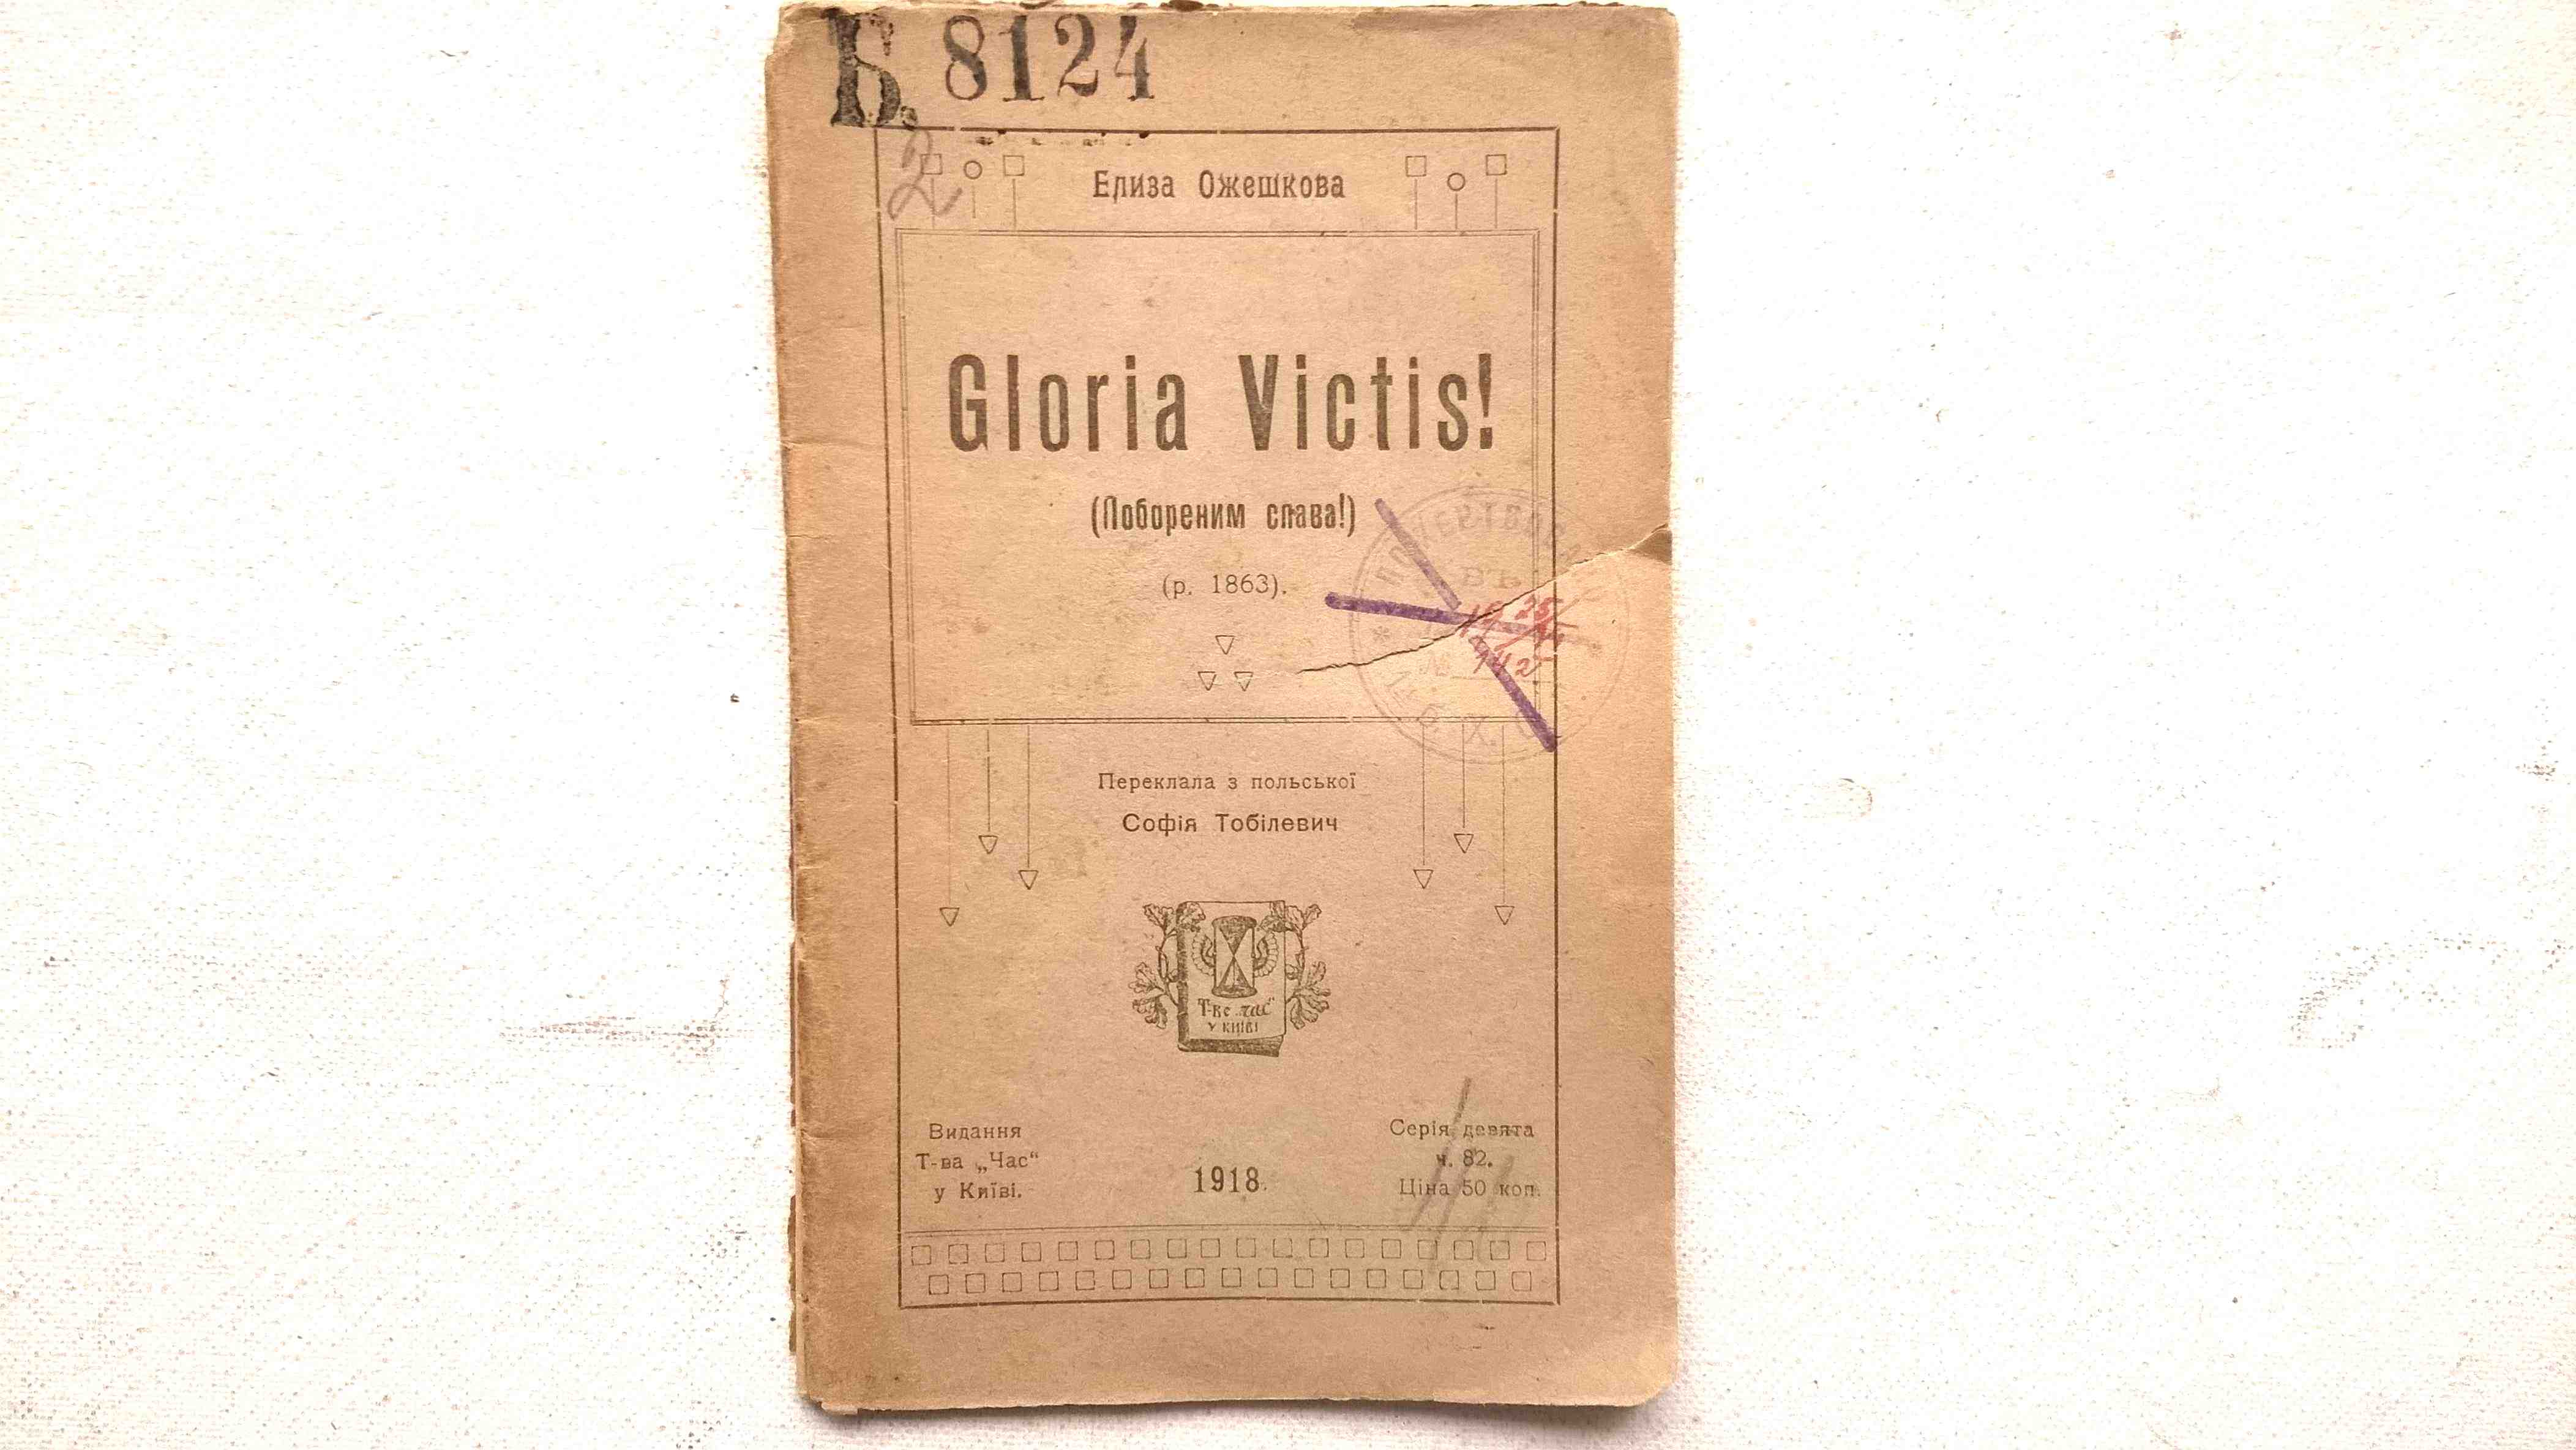 Б. 8124
2
Елиза Ожешкова
Gloria Victis!
(Побореним слава!)
(р. 1863).
Переклала з польської
Софія Тобілевич
Т-во „Час“
у Київі
Видання
Т-ва „Час“
у Київі.
1918.
Серія девята
ч. 82.
Ціна 50 коп.